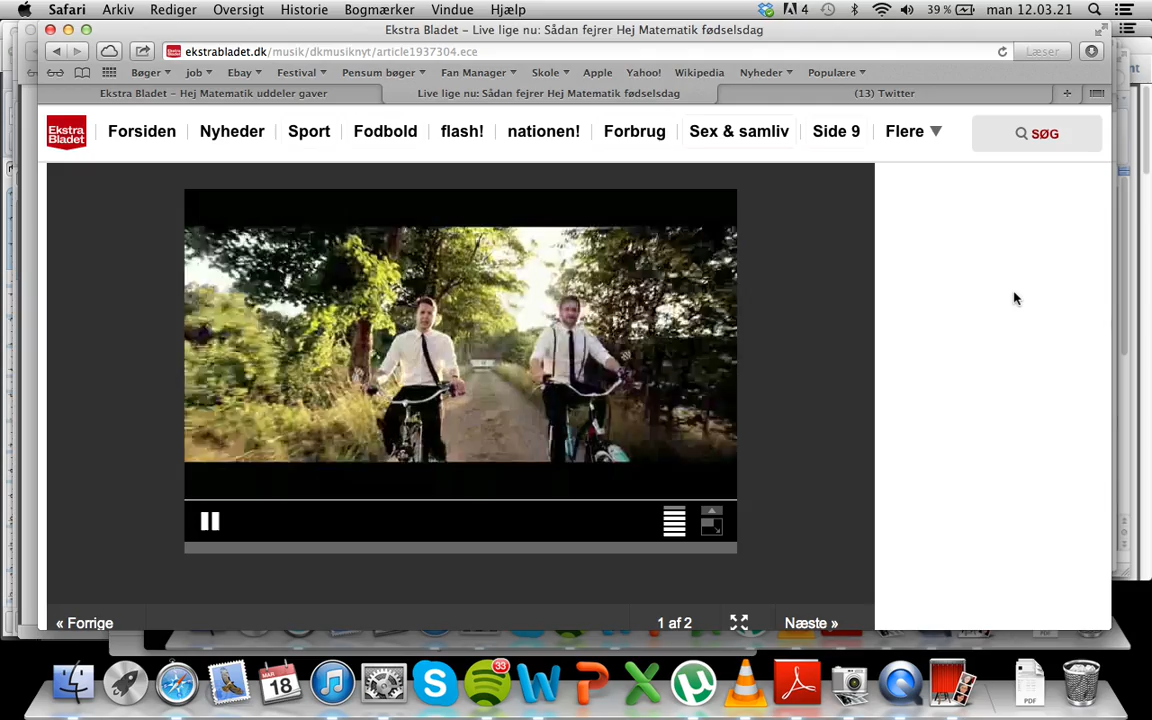 Safari Arkiv Rediger Oversigt Historie Bogmærker Vindue Hjælp 4 39 % man 12.03.21
Ekstra Bladet – Live lige nu: Sådan fejrer Hej Matematik fødselsdag
ekstrabladet.dk/musik/dkmusiknyt/article1937304.ece Læser
Bøger job Ebay Festival Pensum bøger Fan Manager Skole Apple Yahoo! Wikipedia Nyheder Populære
Ekstra Bladet – Hej Matematik uddeler gaver Live lige nu: Sådan fejrer Hej Matematik fødselsdag (13) Twitter
Ekstra Bladet Forsiden Nyheder Sport Fodbold flash! nationen! Forbrug Sex & samliv Side 9 Flere SØG
« Forrige 1 af 2 Næste »
33
MAR
18
PDF